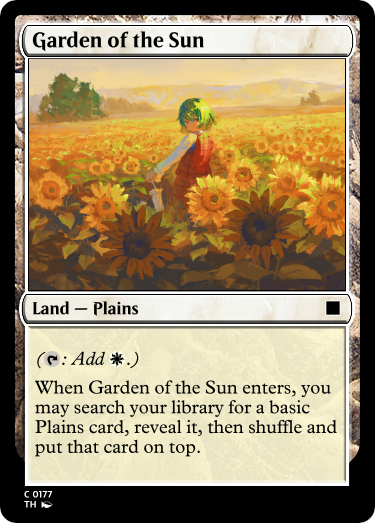 Garden of the Sun
Land — Plains
(: Add .)
When Garden of the Sun enters, you
may search your library for a basic
Plains card, reveal it, then shuffle and
put that card on top.
C 0177
TH